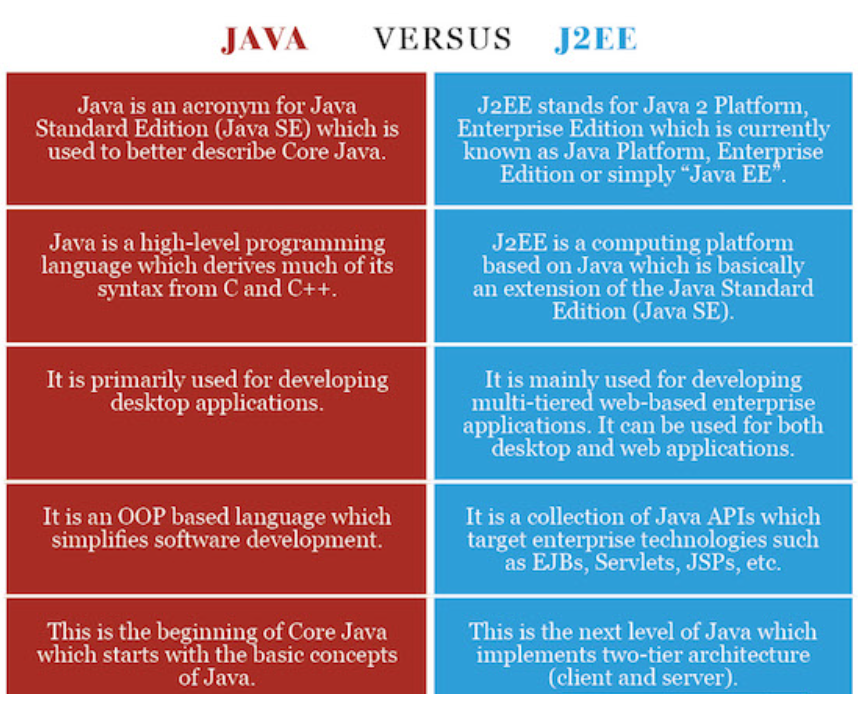 JAVA VERSUS J2EE
Java is an acronym for Java
Standard Edition (Java SE) which is
used to better describe Core Java.
J2EE stands for Java 2 Platform,
Enterprise Edition which is currently
known as Java Platform, Enterprise
Edition or simply “Java EE”.
Java is a high-level programming
language which derives much of its
syntax from C and C++.
J2EE is a computing platform
based on Java which is basically
an extension of the Java Standard
Edition (Java SE).
It is primarily used for developing
desktop applications.
It is mainly used for developing
multi-tiered web-based enterprise
applications. It can be used for both
desktop and web applications.
It is an OOP based language which
simplifies software development.
It is a collection of Java APIs which
target enterprise technologies such
as EJBs, Servlets, JSPs, etc.
This is the beginning of Core Java
which starts with the basic concepts
of Java.
This is the next level of Java which
implements two-tier architecture
(client and server).